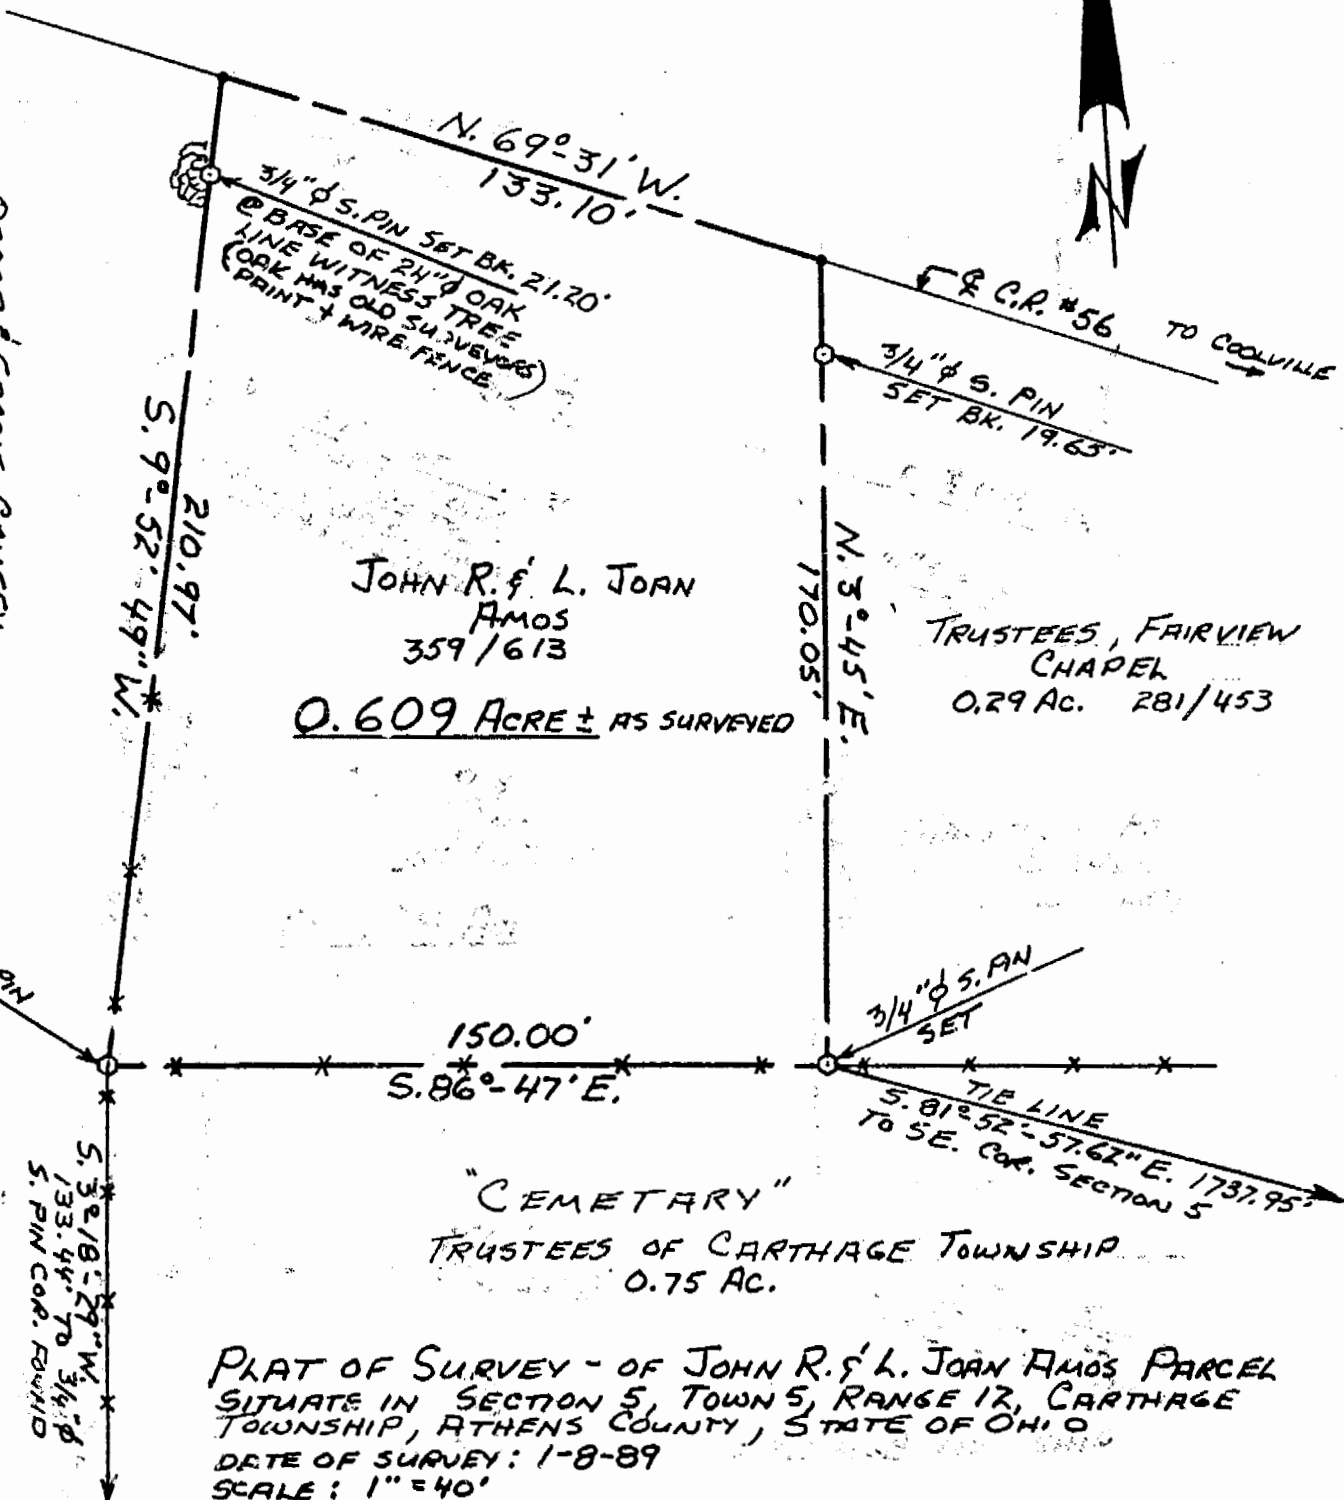 N. 69°-31' W.
133.10'
3/4"ϕ S. PIN SET BK. 21.20'
@ BASE OF 24"ϕ OAK
LINE WITNESS TREE
(OAK HAS OLD SURVEYORS
PAINT + WIRE FENCE)
℄ C.R. #56
TO COOLVILLE
3/4"ϕ S. PIN
SET BK. 19.65'
S. 9°-52'-49" W.
210.97'
JOHN R. & L. JOAN
AMOS
359/613
0.609 ACRE ± AS SURVEYED
N. 3°-45' E.
170.05'
TRUSTEES, FAIRVIEW
CHAPEL
0.29 AC. 281/453
PIN
3/4"ϕ S. PIN
SET
150.00'
S. 86°-47' E.
TIE LINE
S. 81°52'-57.62" E. 1737.95'
TO SE. COR. SECTION 5
S. 3°18'-29" W.
133.44' TO 3/4"ϕ
S. PIN COR. FOUND
"CEMETARY"
TRUSTEES OF CARTHAGE TOWNSHIP
0.75 AC.
PLAT OF SURVEY - OF JOHN R. & L. JOAN AMOS PARCEL
SITUATE IN SECTION 5, TOWN 5, RANGE 12, CARTHAGE
TOWNSHIP, ATHENS COUNTY, STATE OF OHIO
DATE OF SURVEY: 1-8-89
SCALE: 1" = 40'